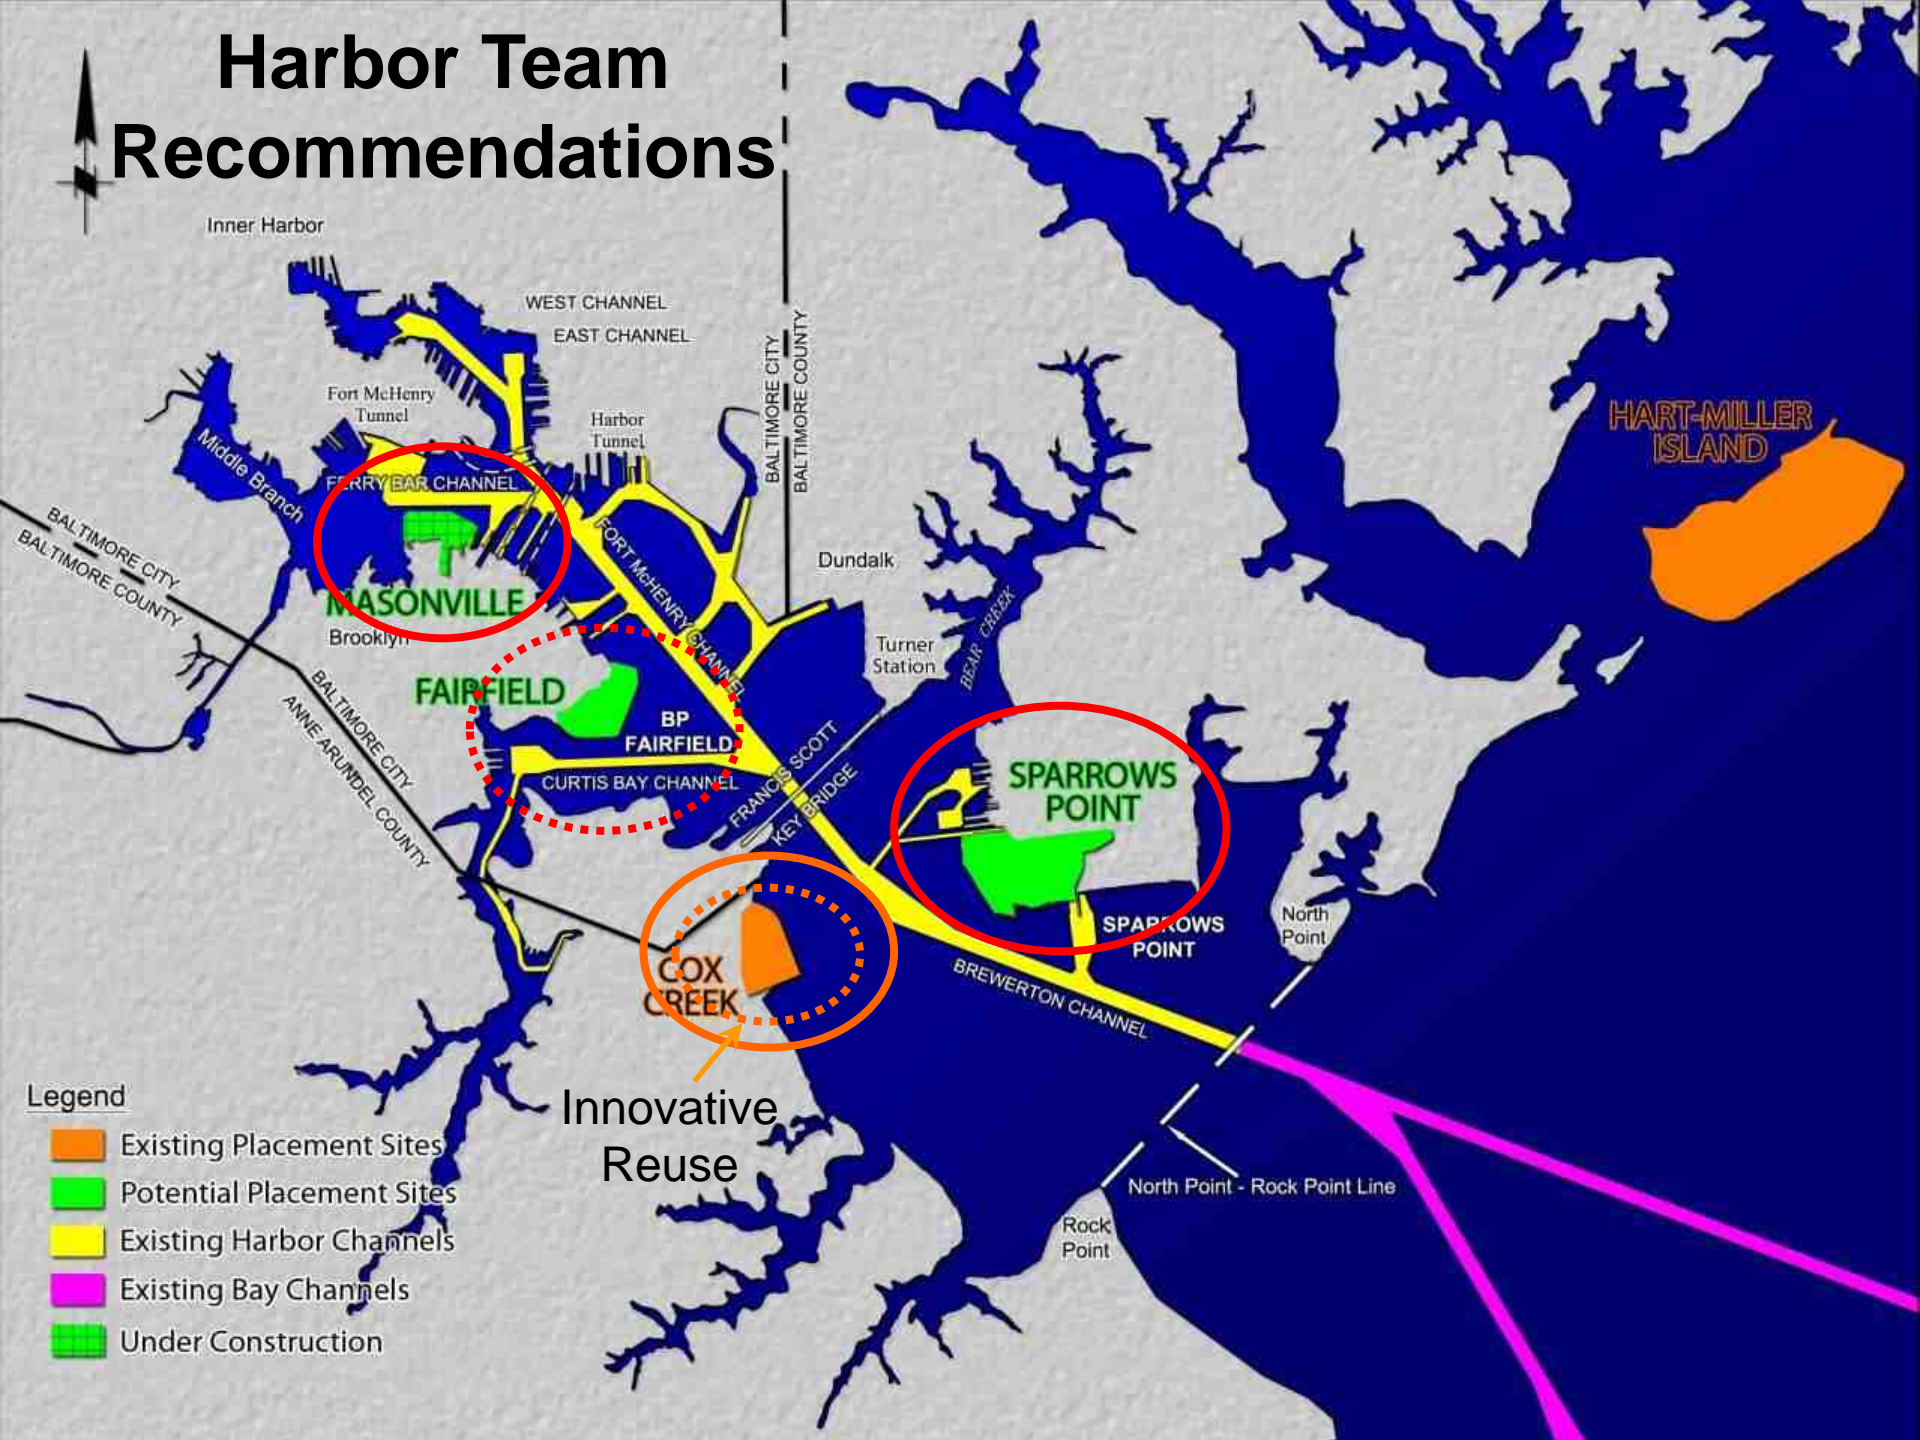 Harbor Team
Recommendations
Inner Harbor
WEST CHANNEL
EAST CHANNEL
BALTIMORE CITY
BALTIMORE COUNTY
Fort McHenry
Tunnel
Harbor
Tunnel
Middle Branch
FERRY BAR CHANNEL
HART-MILLER
ISLAND
BALTIMORE CITY
BALTIMORE COUNTY
FORT McHENRY CHANNEL
Dundalk
MASONVILLE
Brooklyn
BEAR CREEK
Turner
Station
FAIRFIELD
BALTIMORE CITY
ANNE ARUNDEL COUNTY
BP
FAIRFIELD
CURTIS BAY CHANNEL
FRANCIS SCOTT
KEY BRIDGE
SPARROWS
POINT
SPARROWS
POINT
North
Point
COX
CREEK
BREWERTON CHANNEL
Innovative
Reuse
North Point - Rock Point Line
Rock
Point
Legend
Existing Placement Sites
Potential Placement Sites
Existing Harbor Channels
Existing Bay Channels
Under Construction